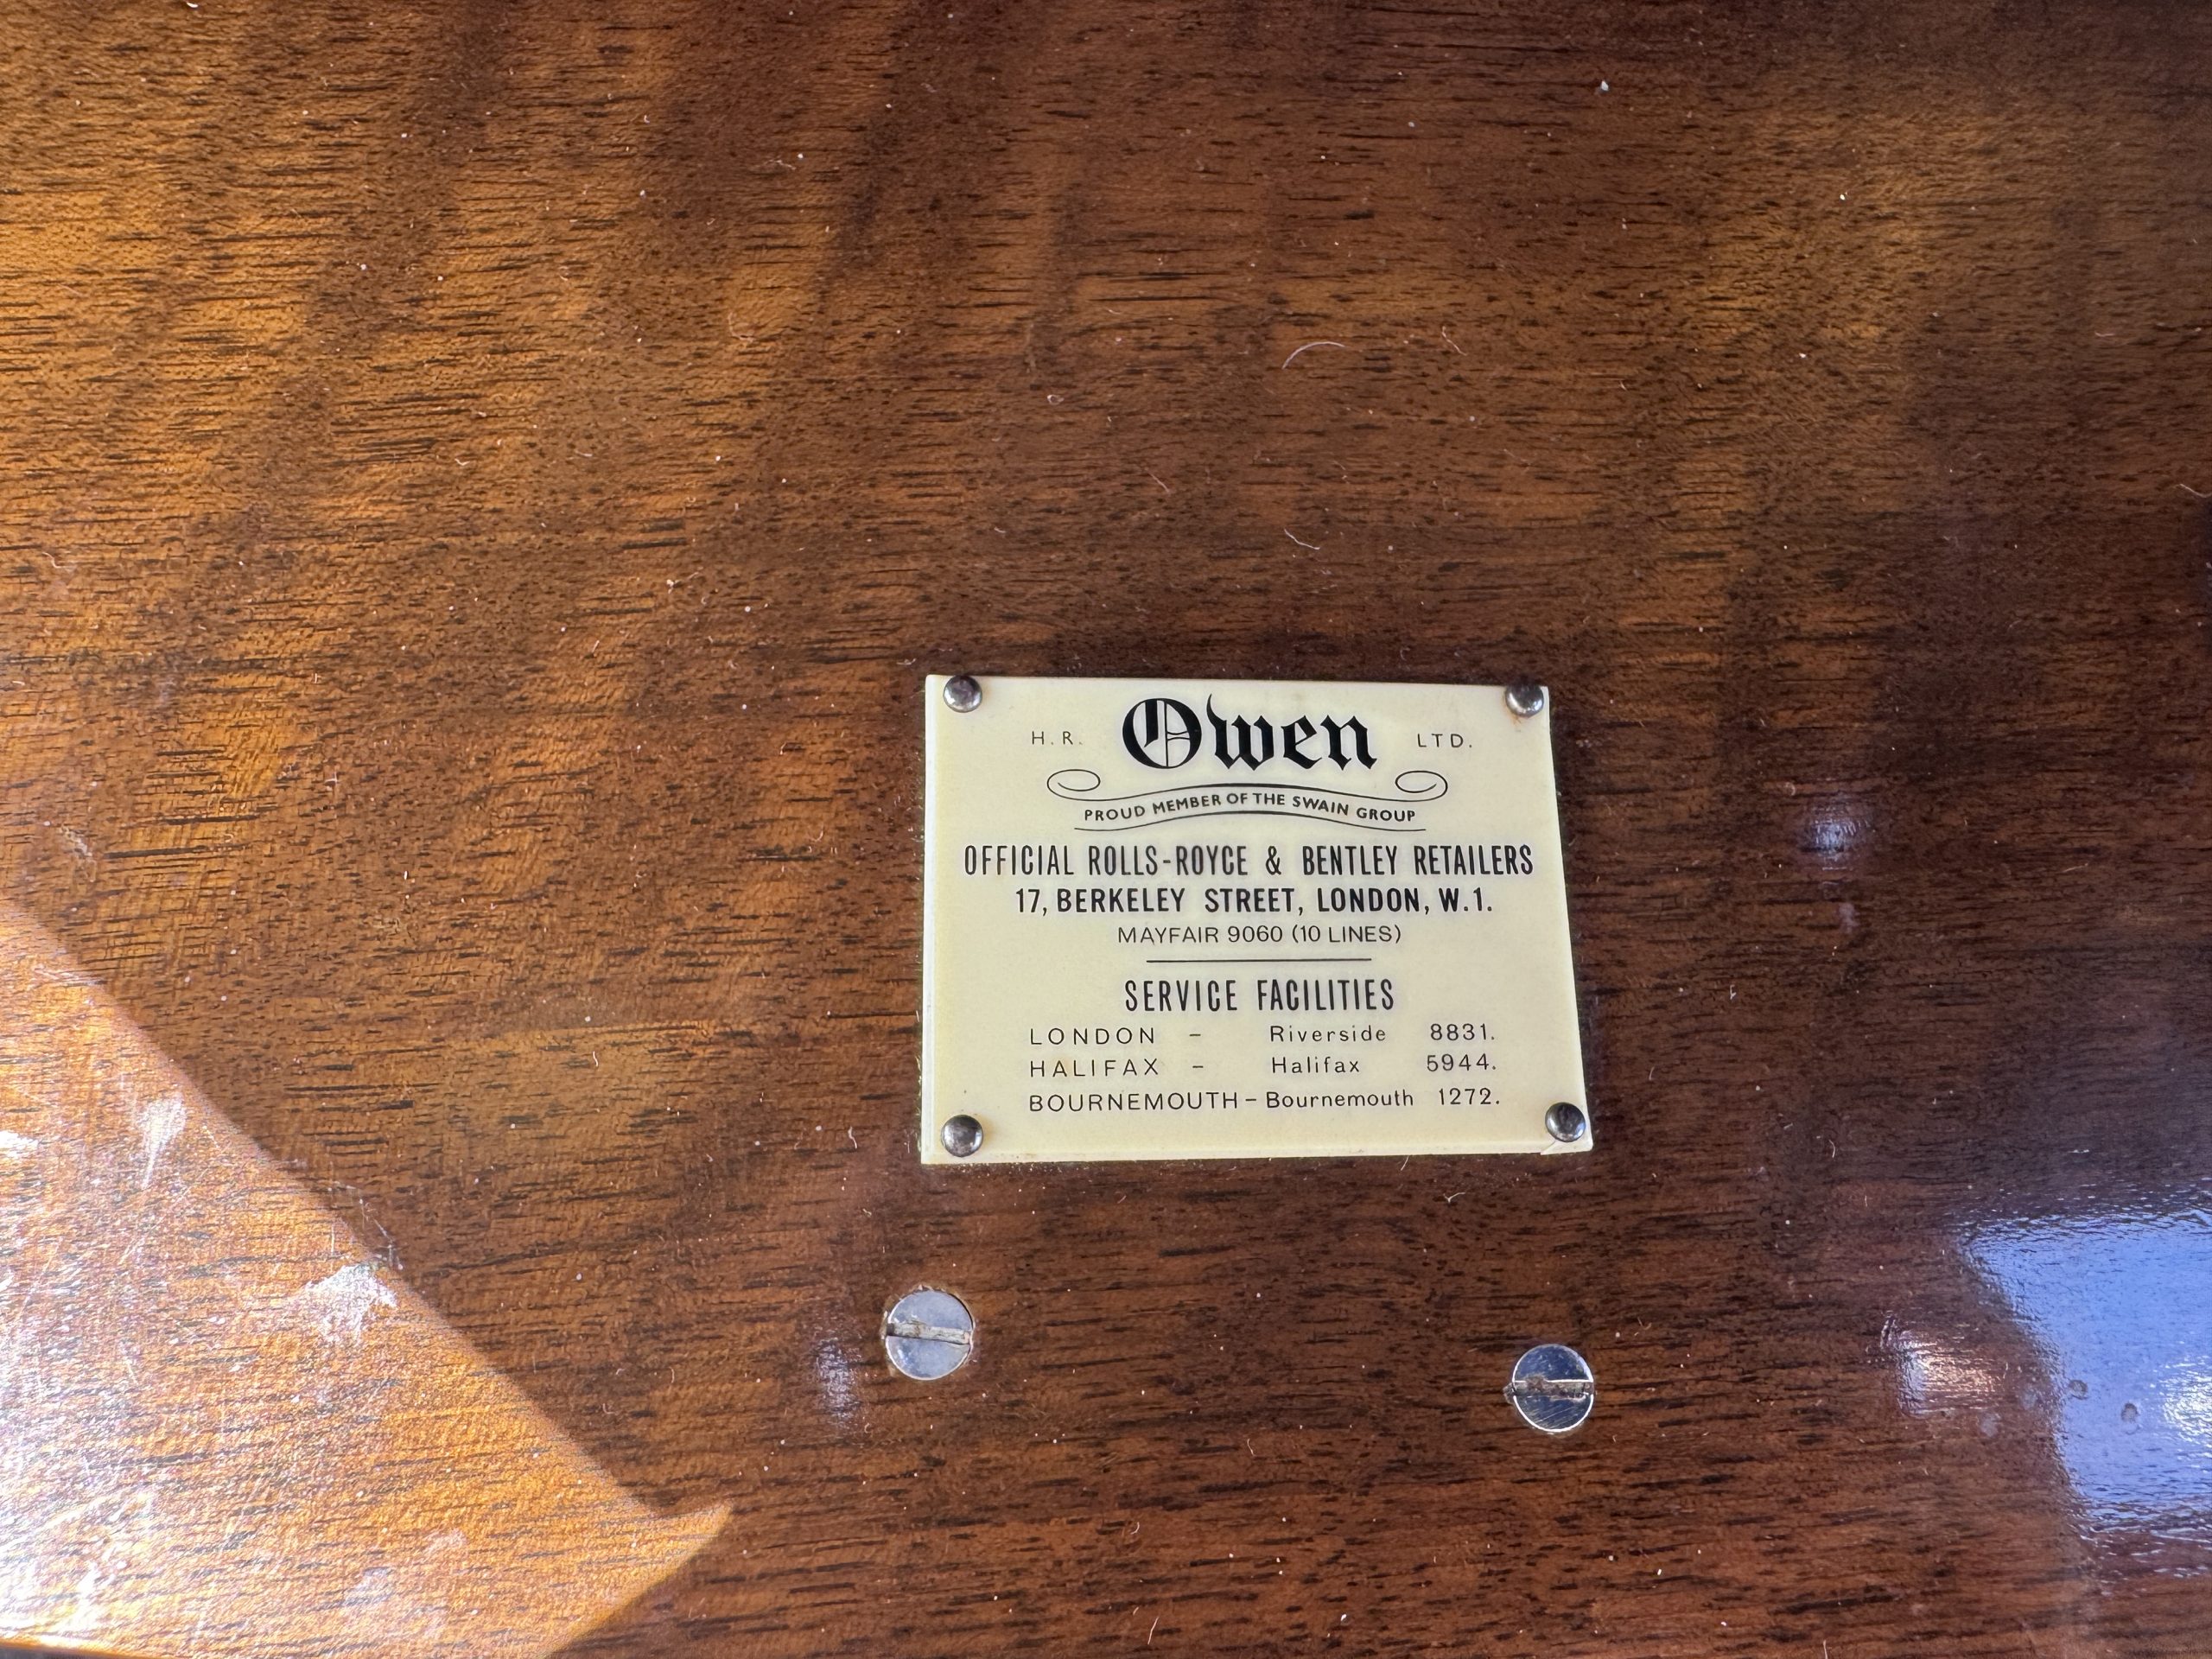 H. R. Owen LTD.
PROUD MEMBER OF THE SWAIN GROUP
OFFICIAL ROLLS-ROYCE & BENTLEY RETAILERS
17, BERKELEY STREET, LONDON, W.1.
MAYFAIR 9060 (10 LINES)
SERVICE FACILITIES
LONDON - Riverside 8831.
HALIFAX - Halifax 5944.
BOURNEMOUTH - Bournemouth 1272.